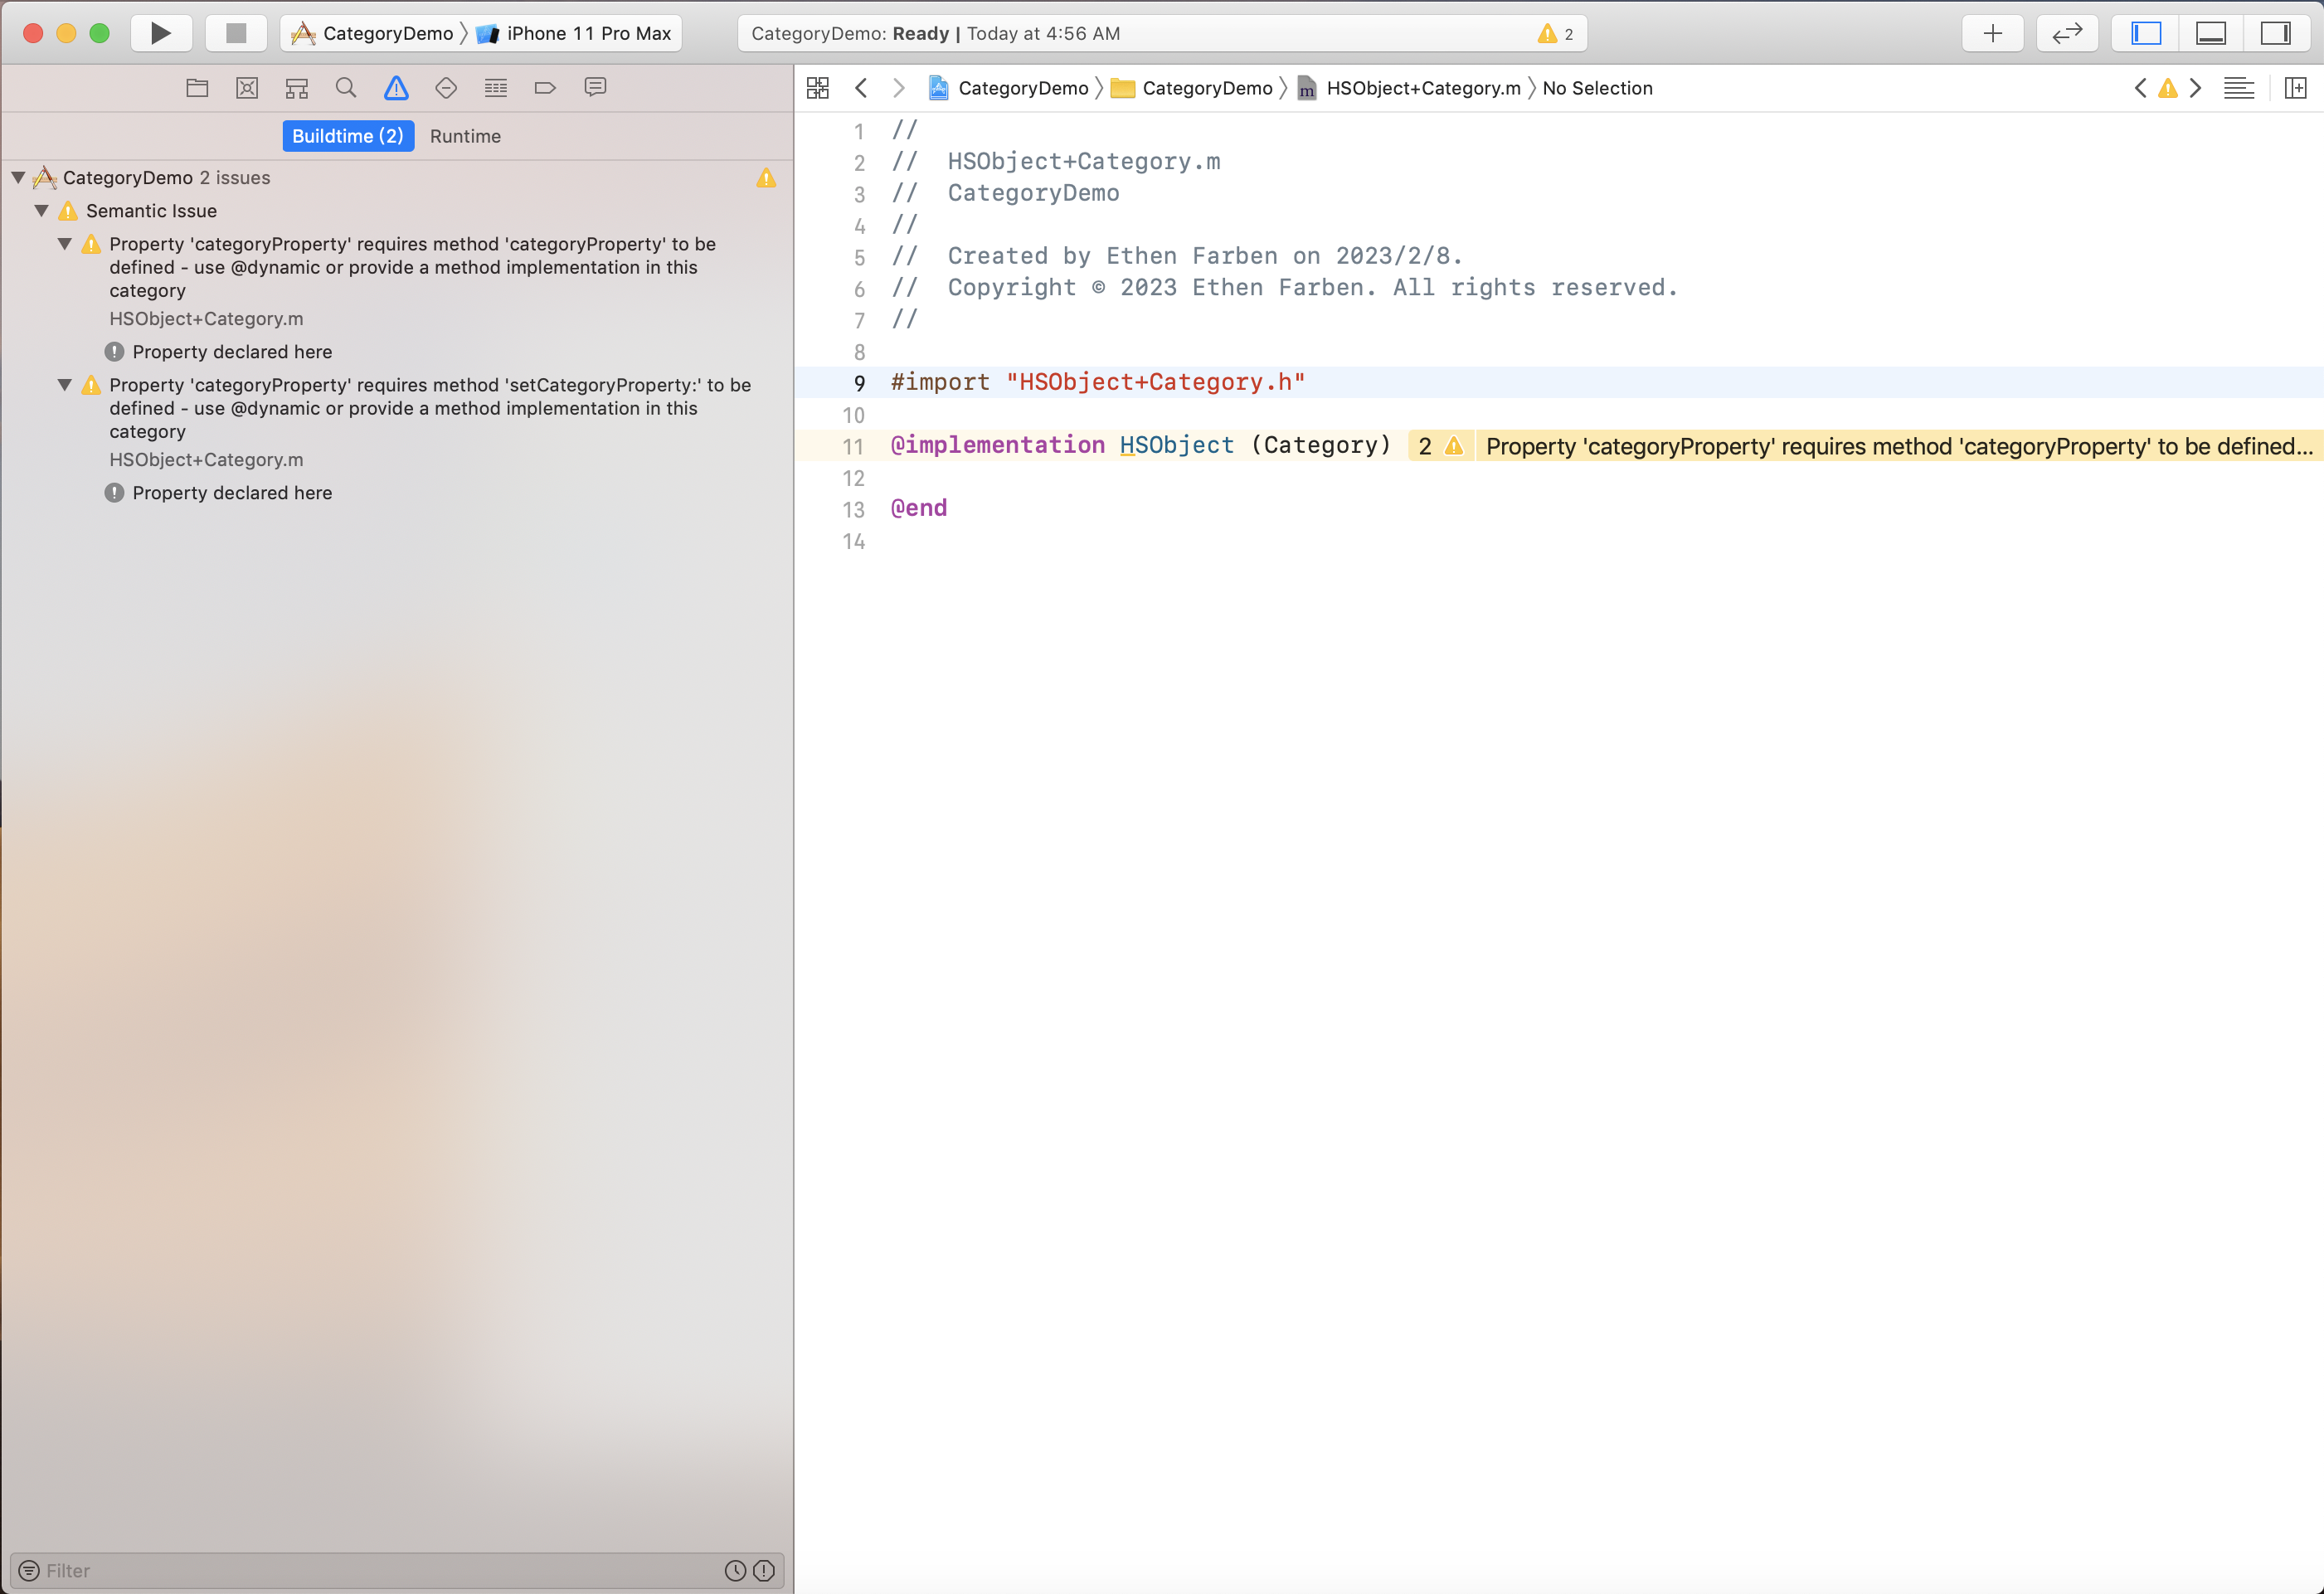 CategoryDemo iPhone 11 Pro Max
CategoryDemo: Ready | Today at 4:56 AM 2
Buildtime (2) Runtime
CategoryDemo 2 issues
Semantic Issue
Property 'categoryProperty' requires method 'categoryProperty' to be
defined - use @dynamic or provide a method implementation in this
category
HSObject+Category.m
Property declared here
Property 'categoryProperty' requires method 'setCategoryProperty:' to be
defined - use @dynamic or provide a method implementation in this
category
HSObject+Category.m
Property declared here
Filter
CategoryDemo CategoryDemo m HSObject+Category.m No Selection
1 //
2 // HSObject+Category.m
3 // CategoryDemo
4 //
5 // Created by Ethen Farben on 2023/2/8.
6 // Copyright © 2023 Ethen Farben. All rights reserved.
7 //
8
9 #import "HSObject+Category.h"
10
11 @implementation HSObject (Category) 2 Property 'categoryProperty' requires method 'categoryProperty' to be defined...
12
13 @end
14